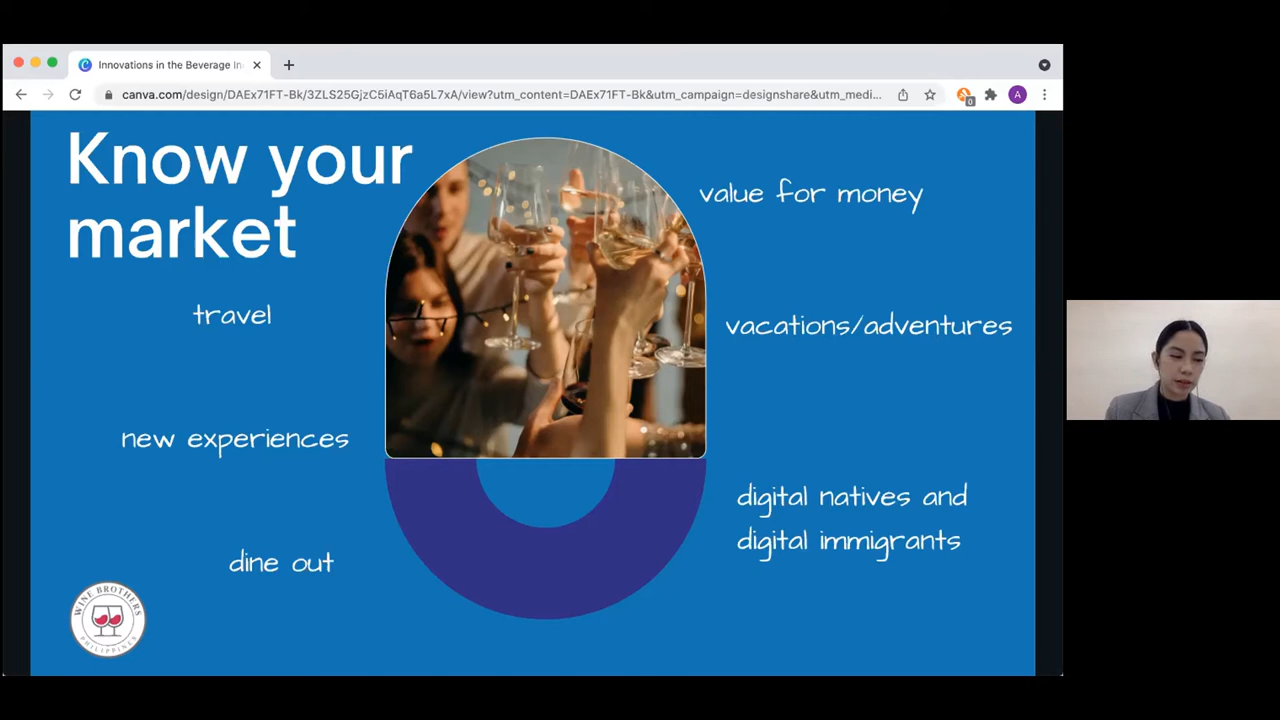 Innovations in the Beverage In
canva.com/design/DAEx71FT-Bk/3ZLS25GjzC5iAqT6a5L7xA/view?utm_content=DAEx71FT-Bk&utm_campaign=designshare&utm_medi...
0
A
Know your
market
travel
new experiences
dine out
value for money
vacations/adventures
digital natives and
digital immigrants
WINE BROTHERS
PHILIPPINES